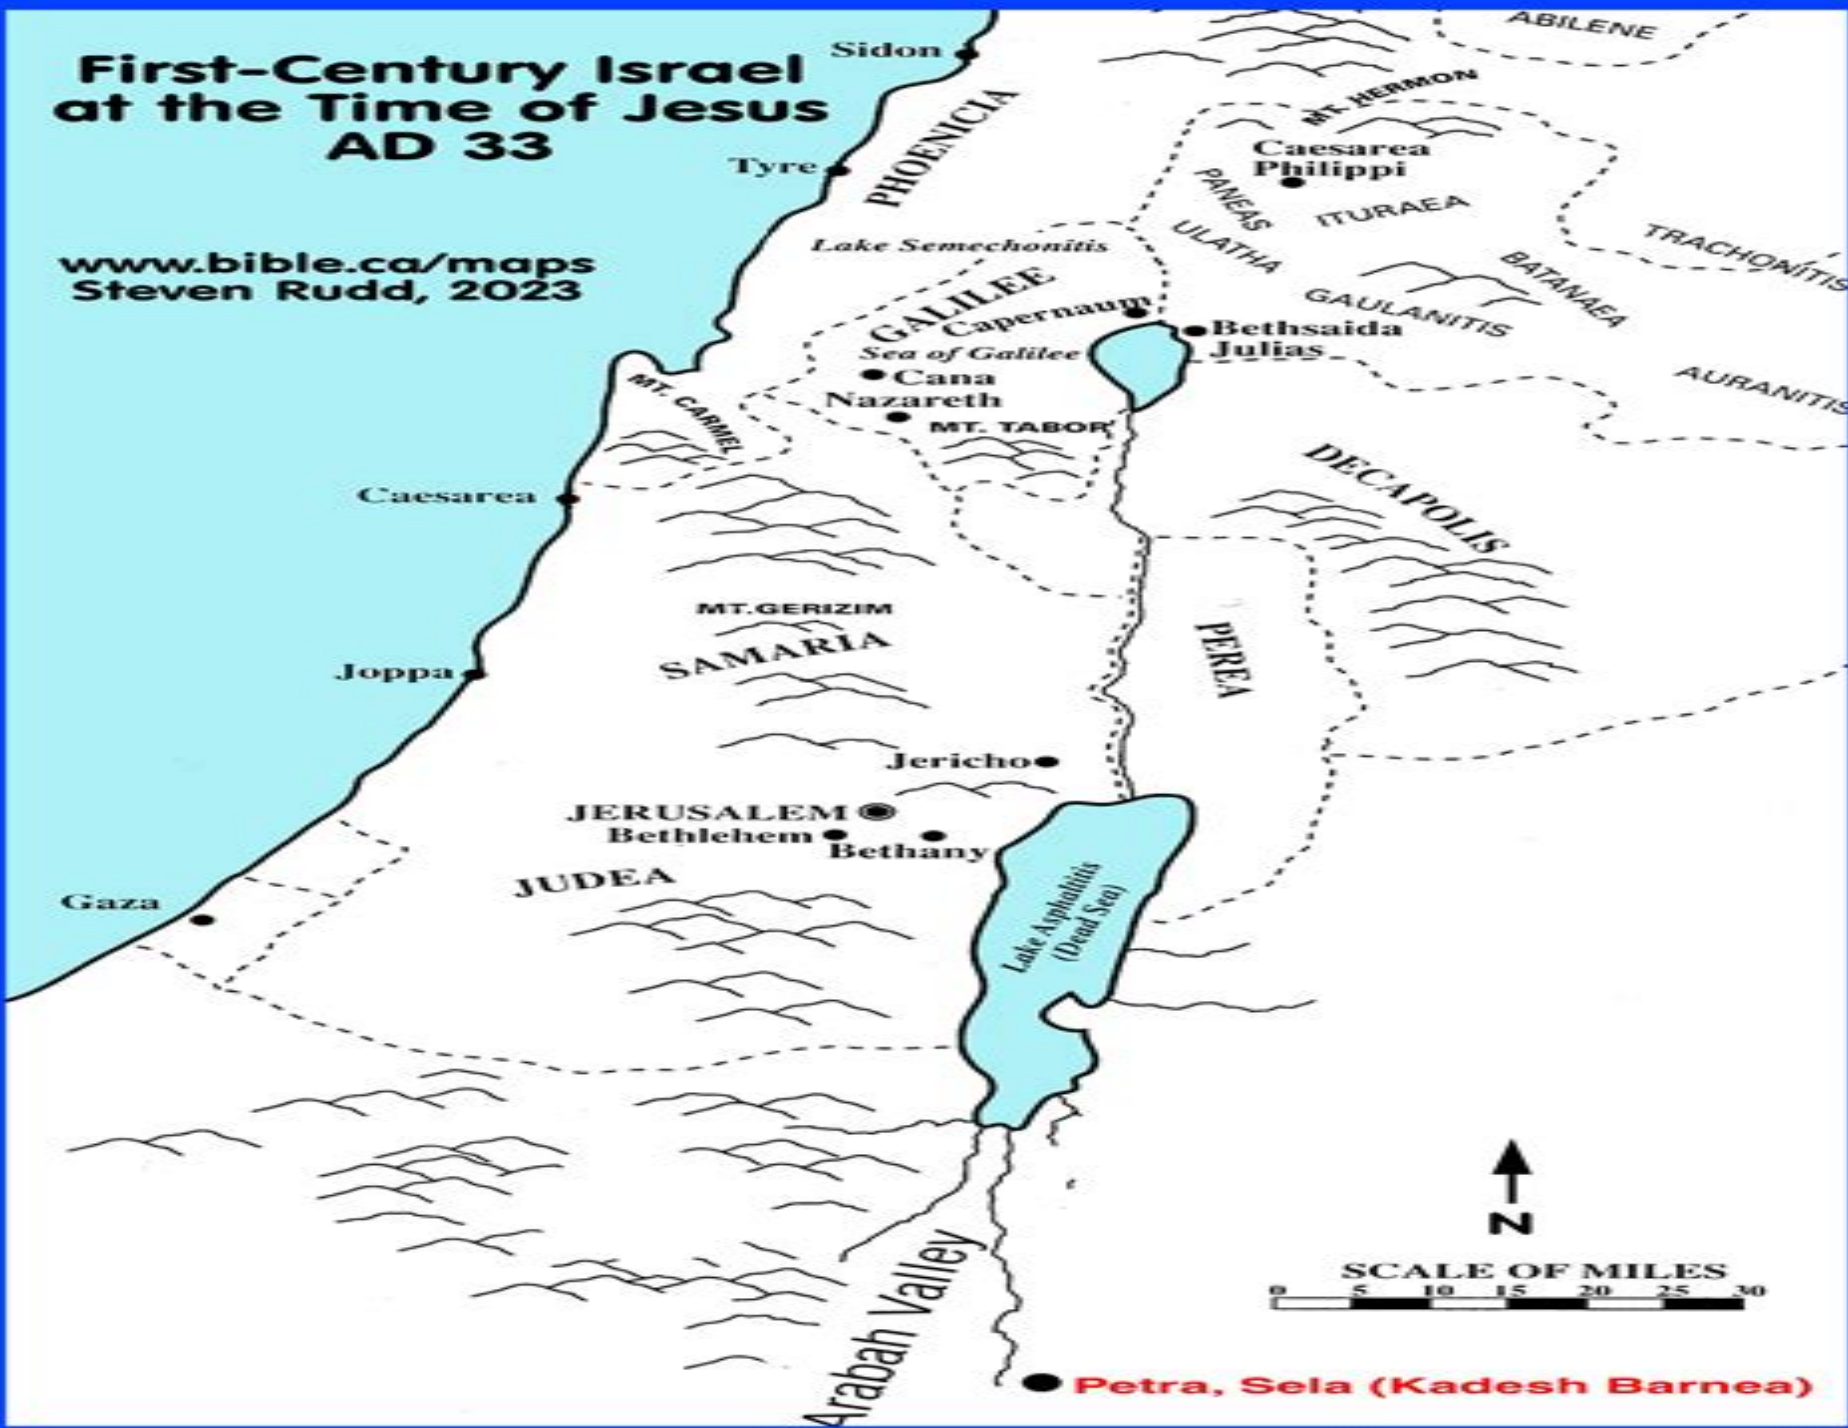 ABILENE
Sidon
First-Century Israel
at the Time of Jesus
AD 33
MT. HERMON
PHOENICIA
Caesarea
Philippi
Tyre
PANEAS
ITURAEA
ULATHA
TRACHONITIS
Lake Semechonitis
www.bible.ca/maps
Steven Rudd, 2023
BATANAEA
GALILEE
GAULANITIS
Capernaum
Bethsaida
Julias
Sea of Galilee
Cana
AURANITIS
MT. CARMEL
Nazareth
MT. TABOR
DECAPOLIS
Caesarea
MT.GERIZIM
SAMARIA
PEREA
Joppa
Jericho
JERUSALEM
Bethlehem
Bethany
JUDEA
Gaza
Lake Asphaltitis
(Dead Sea)
N
Arabah Valley
SCALE OF MILES
0 5 10 15 20 25 30
Petra, Sela (Kadesh Barnea)